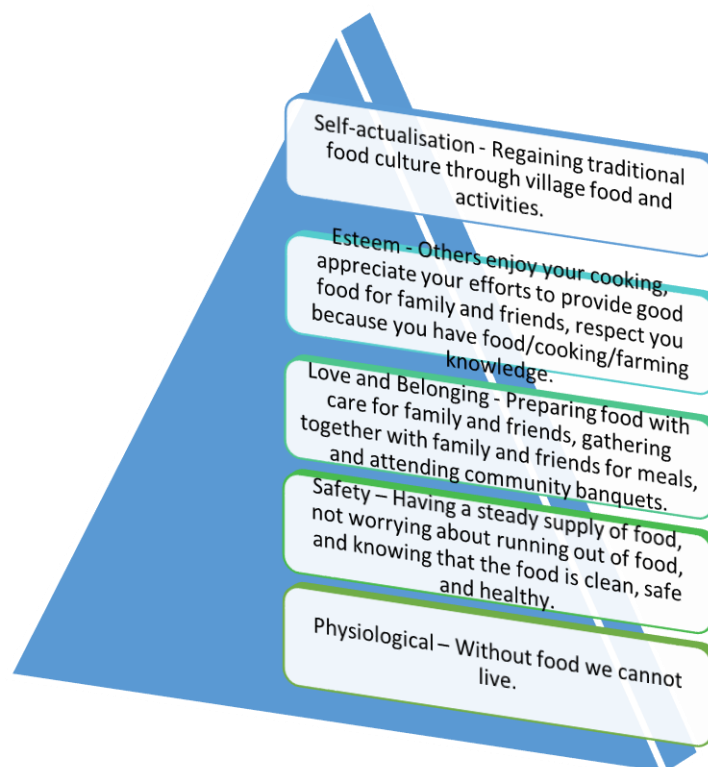 Self-actualisation - Regaining traditional
food culture through village food and
activities.
Esteem - Others enjoy your cooking,
appreciate your efforts to provide good
food for family and friends, respect you
because you have food/cooking/farming
knowledge.
Love and Belonging - Preparing food with
care for family and friends, gathering
together with family and friends for meals,
and attending community banquets.
Safety – Having a steady supply of food,
not worrying about running out of food,
and knowing that the food is clean, safe
and healthy.
Physiological – Without food we cannot
live.